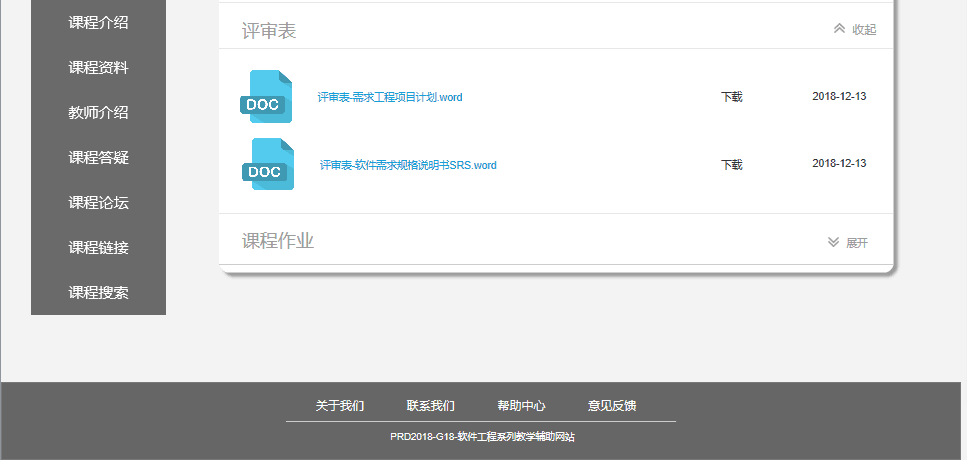 课程介绍
课程资料
教师介绍
课程答疑
课程论坛
课程链接
课程搜索
评审表 收起
DOC 评审表-需求工程项目计划.word 下载 2018-12-13
DOC 评审表-软件需求规格说明书SRS.word 下载 2018-12-13
课程作业 展开
关于我们 联系我们 帮助中心 意见反馈
PRD2018-G18-软件工程系列教学辅助网站